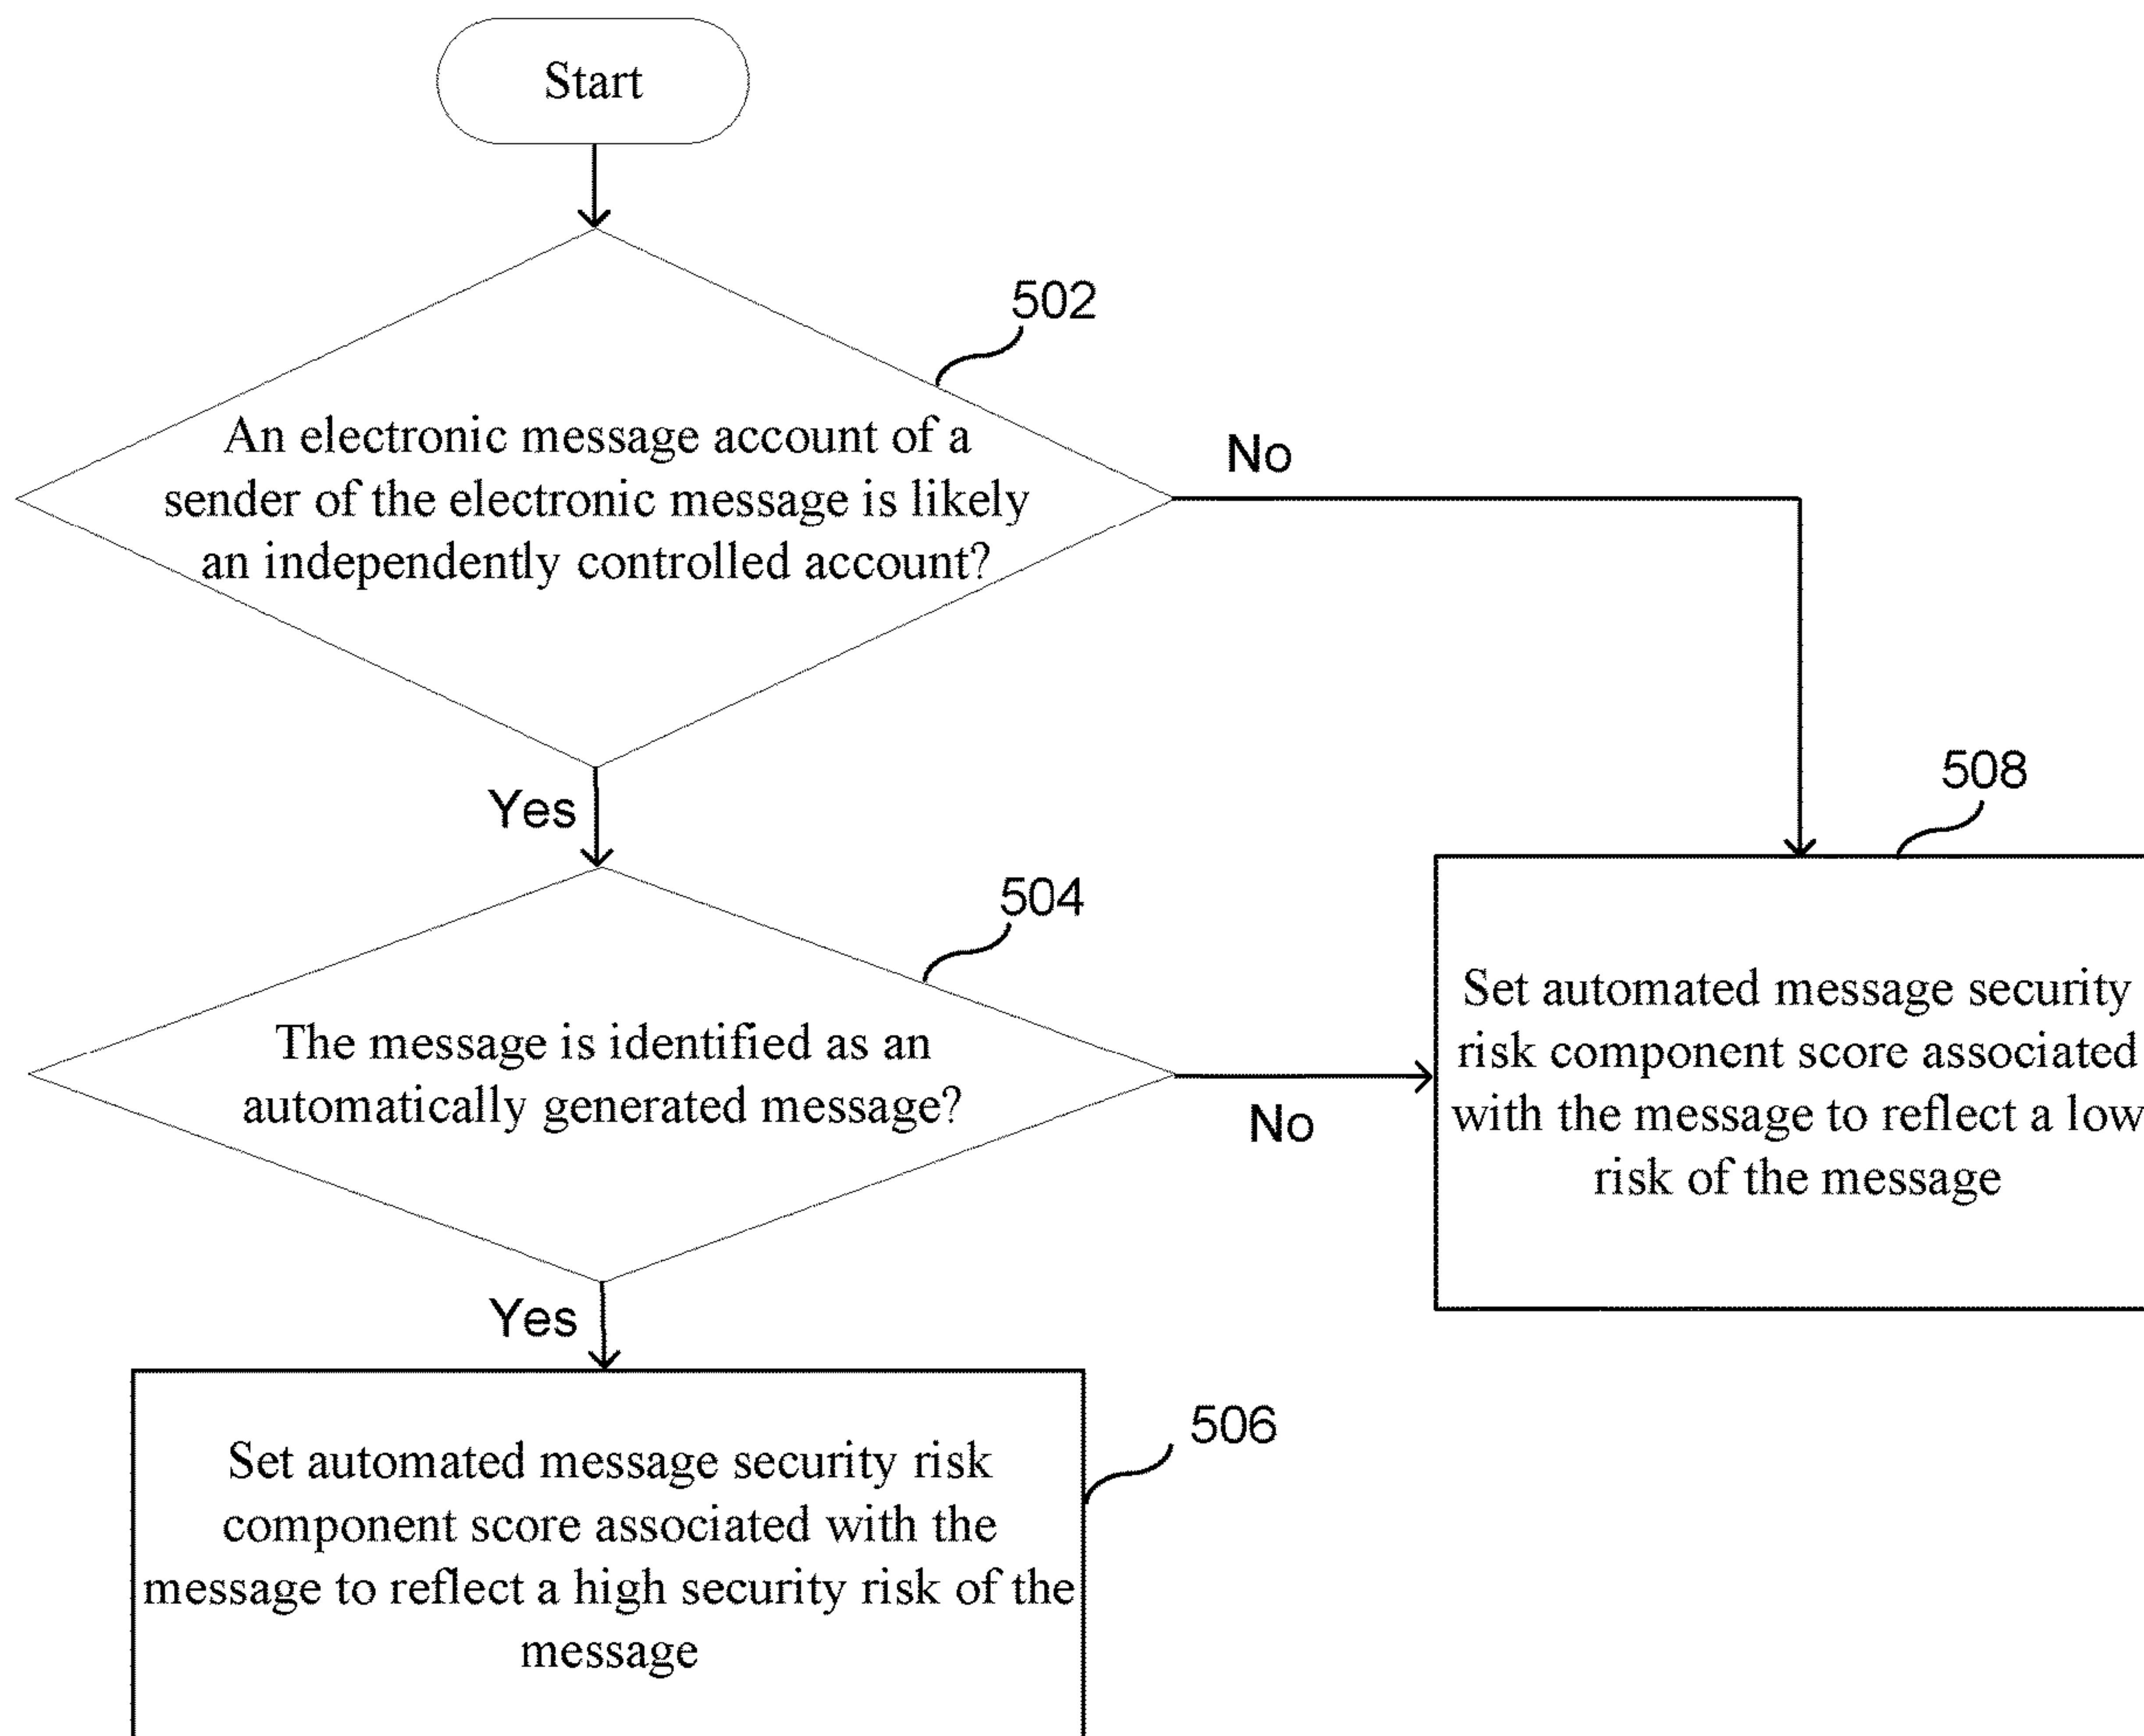 Start
502
An electronic message account of a
sender of the electronic message is likely
an independently controlled account?
No
Yes
508
504
The message is identified as an
automatically generated message?
No
Set automated message security
risk component score associated
with the message to reflect a low
risk of the message
Yes
506
Set automated message security risk
component score associated with the
message to reflect a high security risk of the
message